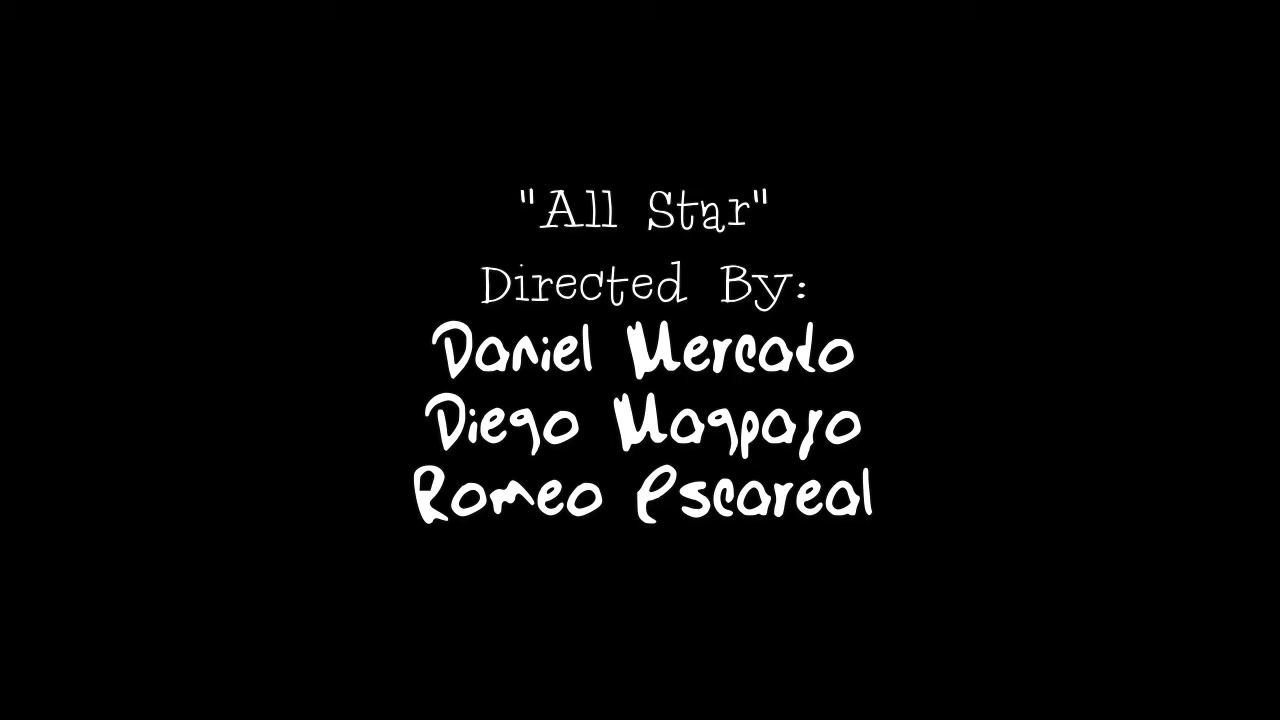 "All Star"
Directed By:
Daniel Mercado
Diego Magpayo
Romeo Escareal